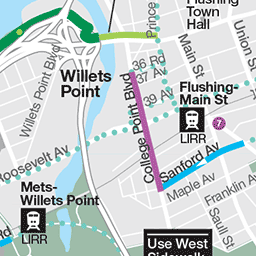 Flushing
Town
Hall
Prince
Union
36 Rd
37 Av
39 Av
Willets
Point
Willets Point Blvd
College Point Blvd
Flushing-
Main St
LIRR
7
Roosevelt Av
Sanford Av
Maple Av
Franklin Av
Saull St
Mets-
Willets Point
LIRR
Use West
Sidewalk